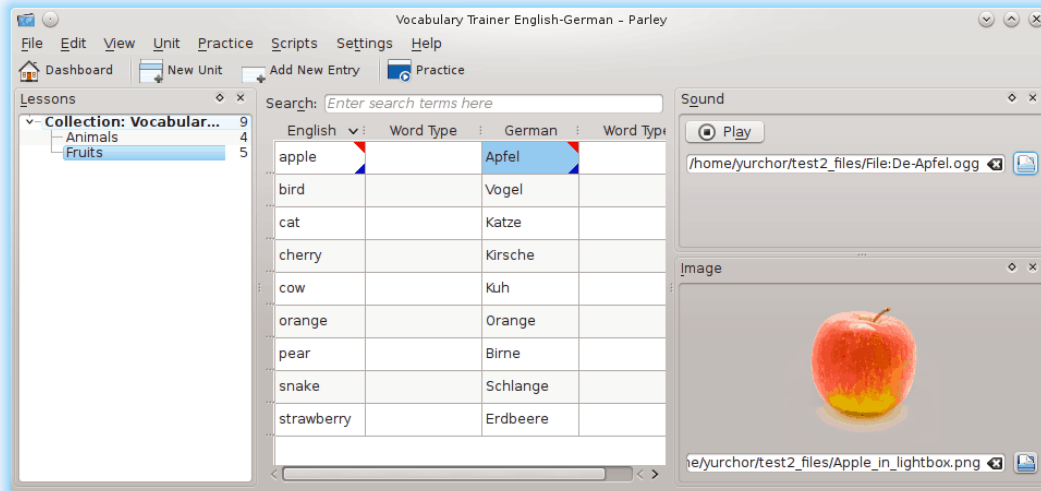 Vocabulary Trainer English-German – Parley
File Edit View Unit Practice Scripts Settings Help
Dashboard New Unit Add New Entry Practice
Lessons
Collection: Vocabular... 9
Animals 4
Fruits 5
Search: Enter search terms here
English Word Type German Word Type
apple Apfel
bird Vogel
cat Katze
cherry Kirsche
cow Kuh
orange Orange
pear Birne
snake Schlange
strawberry Erdbeere
Sound
Play
/home/yurchor/test2_files/File:De-Apfel.ogg
Image
ne/yurchor/test2_files/Apple_in_lightbox.png